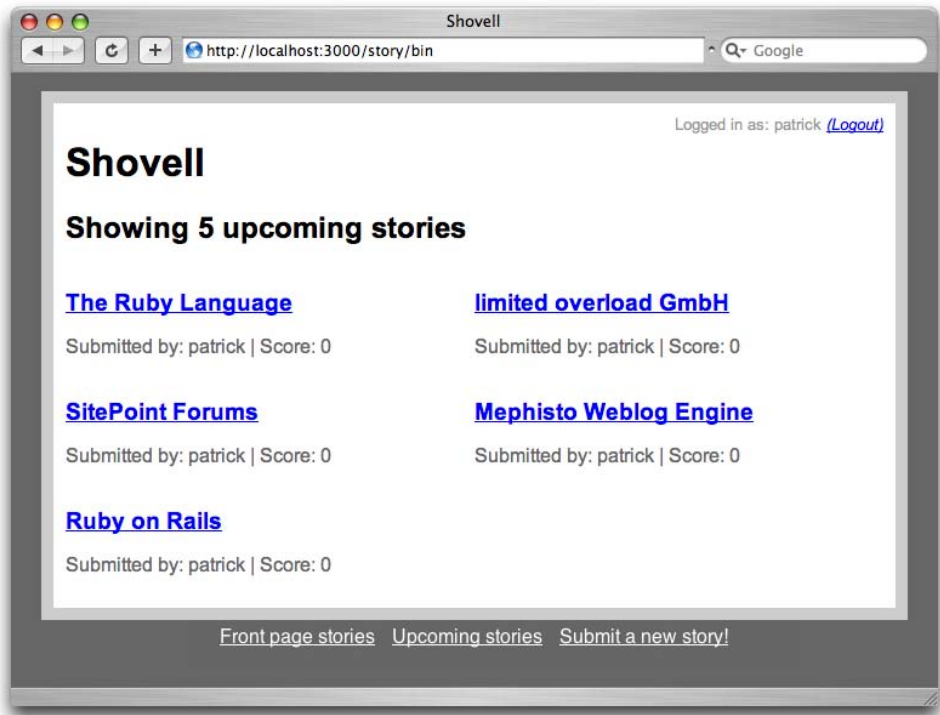 Shovell
http://localhost:3000/story/bin
Google
Logged in as: patrick (Logout)
Shovell
Showing 5 upcoming stories
The Ruby Language
Submitted by: patrick | Score: 0
limited overload GmbH
Submitted by: patrick | Score: 0
SitePoint Forums
Submitted by: patrick | Score: 0
Mephisto Weblog Engine
Submitted by: patrick | Score: 0
Ruby on Rails
Submitted by: patrick | Score: 0
Front page stories Upcoming stories Submit a new story!